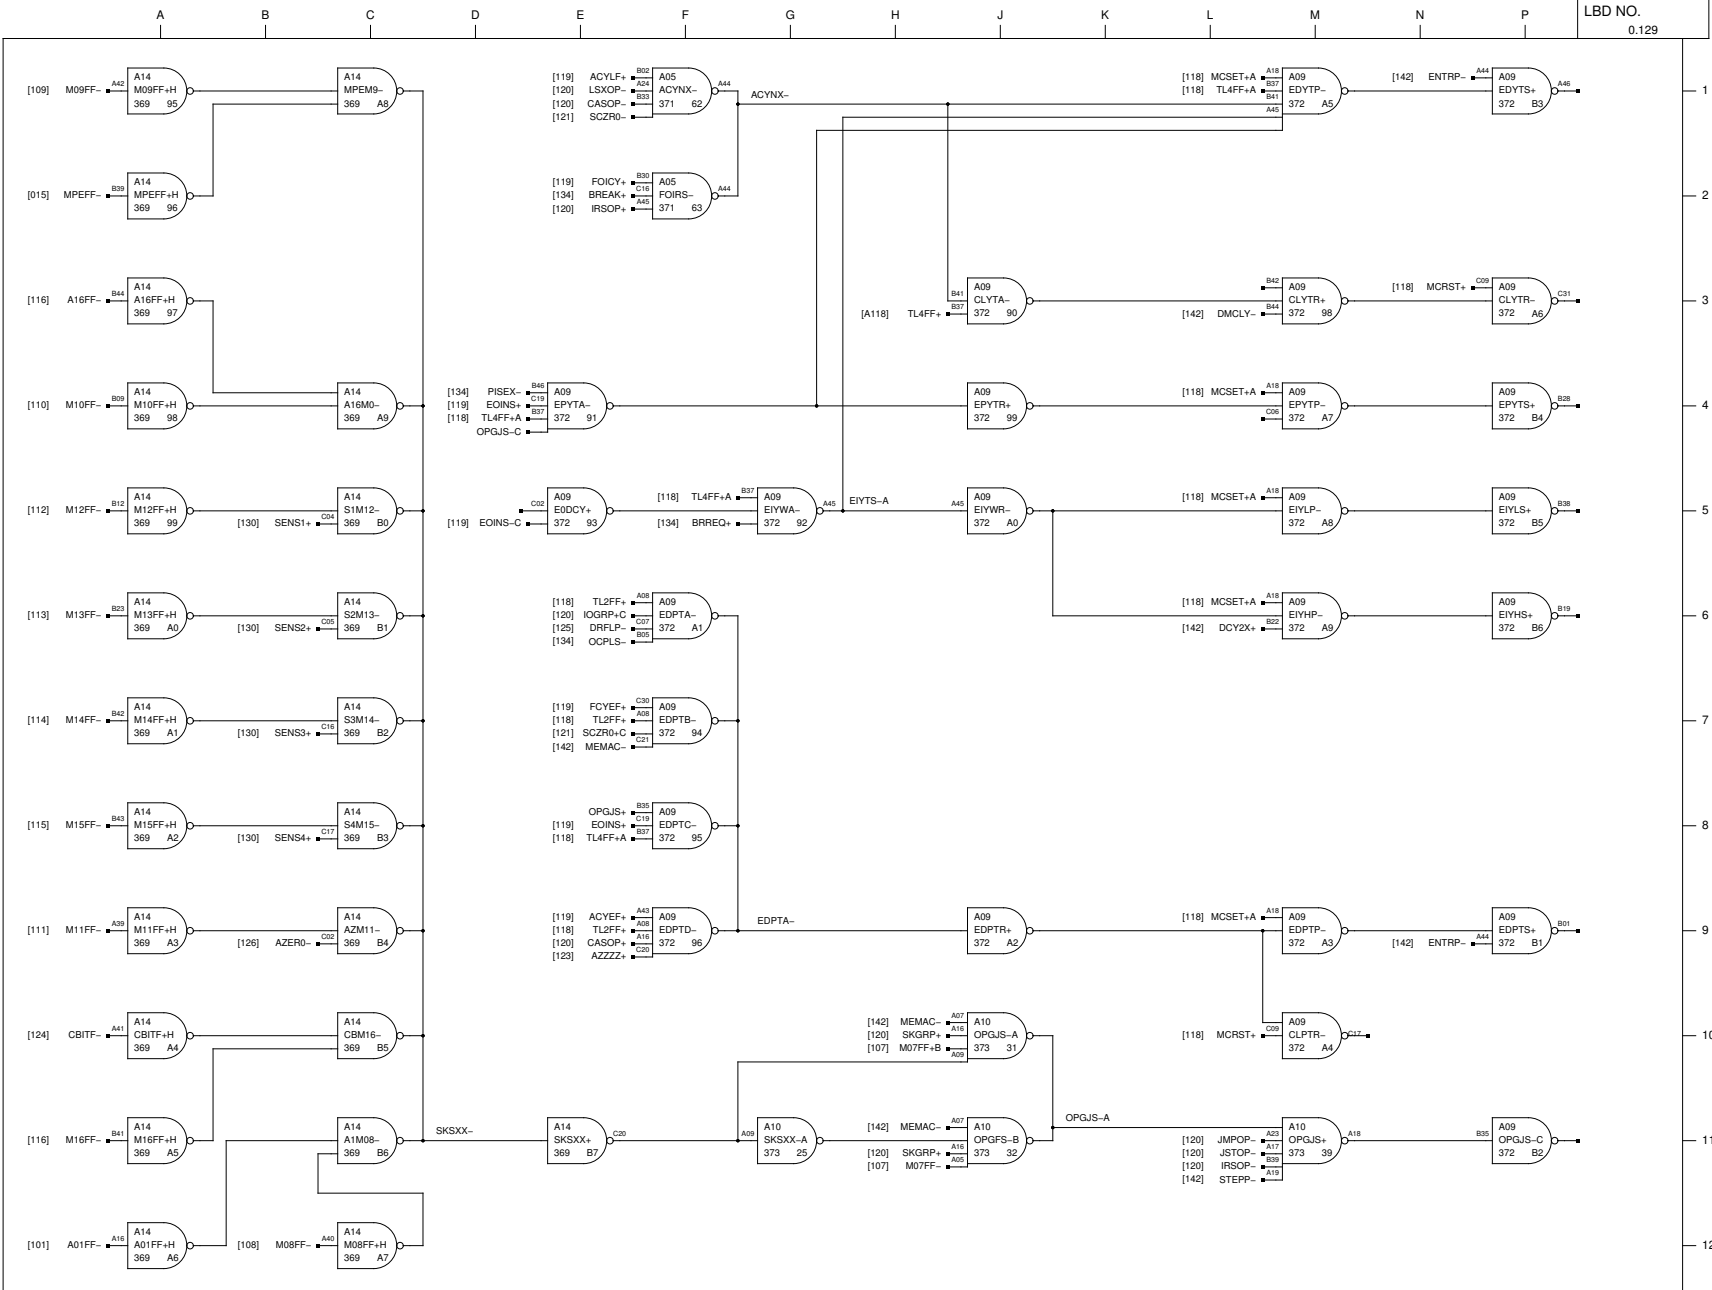 A B C D E F G H J K L M N P
LBD NO.
0.129
[109] M09FF– A42 A14 M09FF+H 369 95
A14 MPEM9– 369 A8
[119] ACYLF+ B02
[120] LSXOP– A24
[120] CASOP– B33
[121] SCZR0–
A05 ACYNX– 371 62 A44
ACYNX–
[118] MCSET+A A18
[118] TL4FF+A B37
B41
A45
A09 EDYTP– 372 A5
[142] ENTRP– A44 A09 EDYTS+ 372 B3 A46
1
[015] MPEFF– B39 A14 MPEFF+H 369 96
[119] FOICY+ B30
[134] BREAK+ C16
[120] IRSOP+ A45
A05 FOIRS– 371 63 A44
2
[116] A16FF– B44 A14 A16FF+H 369 97
B41
[A118] TL4FF+ B37
A09 CLYTA– 372 90
B42
[142] DMCLY– B44
A09 CLYTR+ 372 98
[118] MCRST+ C09 A09 CLYTR– 372 A6 C31
3
[110] M10FF– B09 A14 M10FF+H 369 98
A14 A16M0– 369 A9
[134] PISEX– B46
[119] EOINS+ C19
[118] TL4FF+A B37
OPGJS–C
A09 EPYTA– 372 91
A09 EPYTR+ 372 99
[118] MCSET+A A18
C06
A09 EPYTP– 372 A7
A09 EPYTS+ 372 B4 B28
4
[112] M12FF– B12 A14 M12FF+H 369 99
[130] SENS1+ C04 A14 S1M12– 369 B0
C02
[119] EOINS–C
A09 E0DCY+ 372 93
[118] TL4FF+A B37
[134] BRREQ+
A09 EIYWA– 372 92 A45
EIYTS–A
A45 A09 EIYWR– 372 A0
[118] MCSET+A A18 A09 EIYLP– 372 A8
A09 EIYLS+ 372 B5 B38
5
[113] M13FF– B23 A14 M13FF+H 369 A0
[130] SENS2+ C05 A14 S2M13– 369 B1
[118] TL2FF+ A08
[120] IOGRP+C
[125] DRFLP– C07
[134] OCPLS– B05
A09 EDPTA– 372 A1
[118] MCSET+A A18
[142] DCY2X+ B22
A09 EIYHP– 372 A9
A09 EIYHS+ 372 B6 B19
6
[114] M14FF– B42 A14 M14FF+H 369 A1
[130] SENS3+ C16 A14 S3M14– 369 B2
[119] FCYEF+ C30
[118] TL2FF+ A08
[121] SCZR0+C
[142] MEMAC– C21
A09 EDPTB– 372 94
7
[115] M15FF– B43 A14 M15FF+H 369 A2
[130] SENS4+ C17 A14 S4M15– 369 B3
OPGJS+ B35
[119] EOINS+ C19
[118] TL4FF+A B37
A09 EDPTC– 372 95
8
[111] M11FF– A39 A14 M11FF+H 369 A3
[126] AZER0– C02 A14 AZM11– 369 B4
[119] ACYEF+ A43
[118] TL2FF+ A08
[120] CASOP+ A16
[123] AZZZZ+ C20
A09 EDPTD– 372 96
EDPTA–
A09 EDPTR+ 372 A2
[118] MCSET+A A18 A09 EDPTP– 372 A3
[142] ENTRP– A44 A09 EDPTS+ 372 B1 B01
9
[124] CBITF– A41 A14 CBITF+H 369 A4
A14 CBM16– 369 B5
[142] MEMAC– A07
[120] SKGRP+ A16
[107] M07FF+B
A09
A10 OPGJS–A 373 31
[118] MCRST+ C09 A09 CLPTR– 372 A4 C17
10
[116] M16FF– B41 A14 M16FF+H 369 A5
A14 A1M08– 369 B6
SKSXX–
A14 SKSXX+ 369 B7 C20
A09 A10 SKSXX–A 373 25
[142] MEMAC– A07
[120] SKGRP+ A16
[107] M07FF– A05
A10 OPGFS–B 373 32
OPGJS–A
[120] JMPOP– A23
[120] JSTOP– A17
[120] IRSOP– B39
[142] STEPP– A19
A10 OPGJS+ 373 39 A18
B35 A09 OPGJS–C 372 B2
11
[101] A01FF– A16 A14 A01FF+H 369 A6
[108] M08FF– A40 A14 M08FF+H 369 A7
12